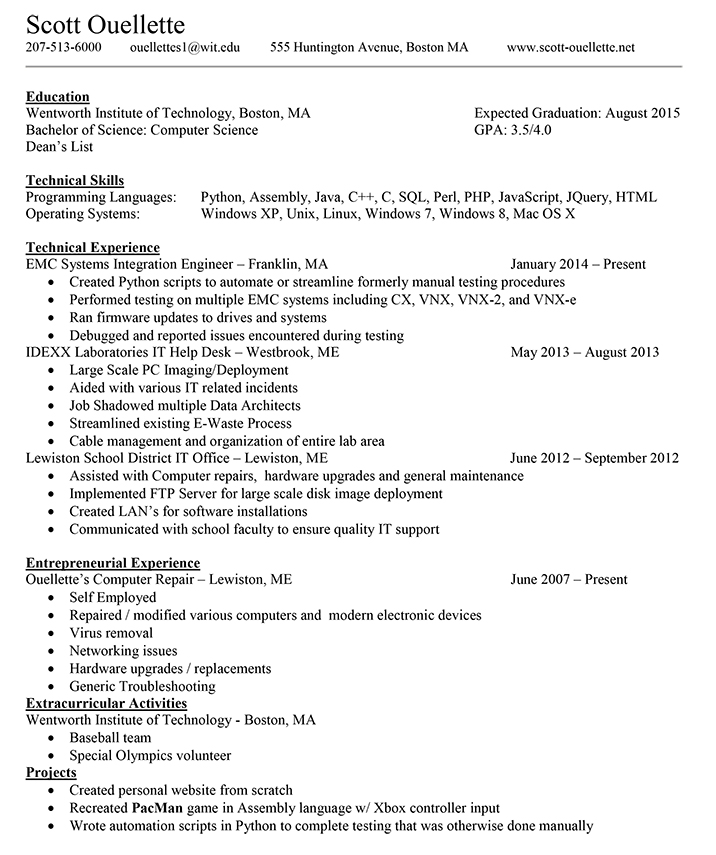 Scott Ouellette
207-513-6000 ouellettes1@wit.edu 555 Huntington Avenue, Boston MA www.scott-ouellette.net
Education
Wentworth Institute of Technology, Boston, MA Expected Graduation: August 2015
Bachelor of Science: Computer Science GPA: 3.5/4.0
Dean's List
Technical Skills
Programming Languages: Python, Assembly, Java, C++, C, SQL, Perl, PHP, JavaScript, JQuery, HTML
Operating Systems: Windows XP, Unix, Linux, Windows 7, Windows 8, Mac OS X
Technical Experience
EMC Systems Integration Engineer – Franklin, MA January 2014 – Present
• Created Python scripts to automate or streamline formerly manual testing procedures
• Performed testing on multiple EMC systems including CX, VNX, VNX-2, and VNX-e
• Ran firmware updates to drives and systems
• Debugged and reported issues encountered during testing
IDEXX Laboratories IT Help Desk – Westbrook, ME May 2013 – August 2013
• Large Scale PC Imaging/Deployment
• Aided with various IT related incidents
• Job Shadowed multiple Data Architects
• Streamlined existing E-Waste Process
• Cable management and organization of entire lab area
Lewiston School District IT Office – Lewiston, ME June 2012 – September 2012
• Assisted with Computer repairs, hardware upgrades and general maintenance
• Implemented FTP Server for large scale disk image deployment
• Created LAN's for software installations
• Communicated with school faculty to ensure quality IT support
Entrepreneurial Experience
Ouellette's Computer Repair – Lewiston, ME June 2007 – Present
• Self Employed
• Repaired / modified various computers and modern electronic devices
• Virus removal
• Networking issues
• Hardware upgrades / replacements
• Generic Troubleshooting
Extracurricular Activities
Wentworth Institute of Technology - Boston, MA
• Baseball team
• Special Olympics volunteer
Projects
• Created personal website from scratch
• Recreated PacMan game in Assembly language w/ Xbox controller input
• Wrote automation scripts in Python to complete testing that was otherwise done manually